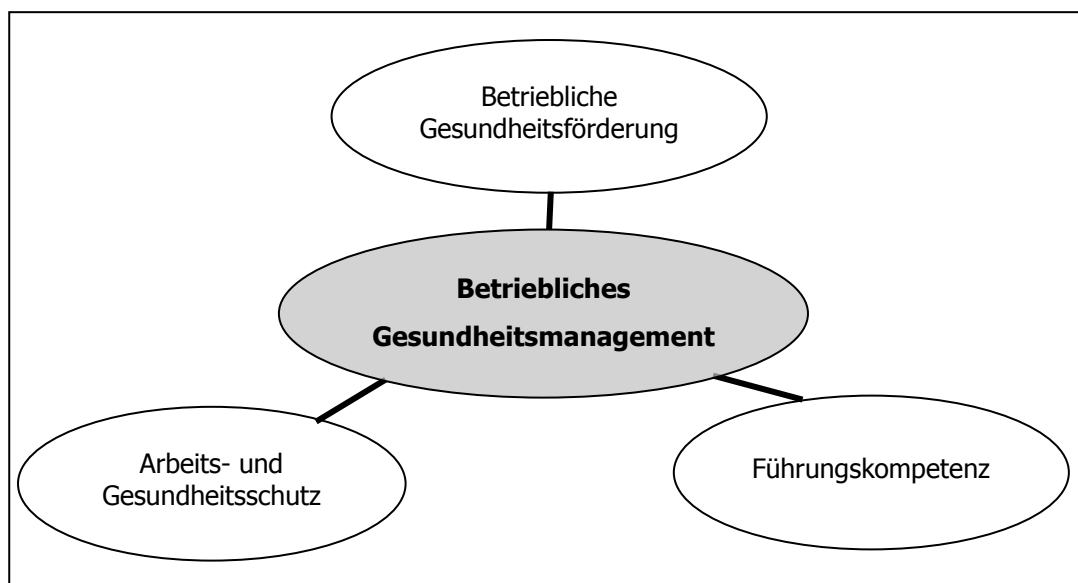 Betriebliche
Gesundheitsförderung
Betriebliches
Gesundheitsmanagement
Arbeits- und
Gesundheitsschutz
Führungskompetenz